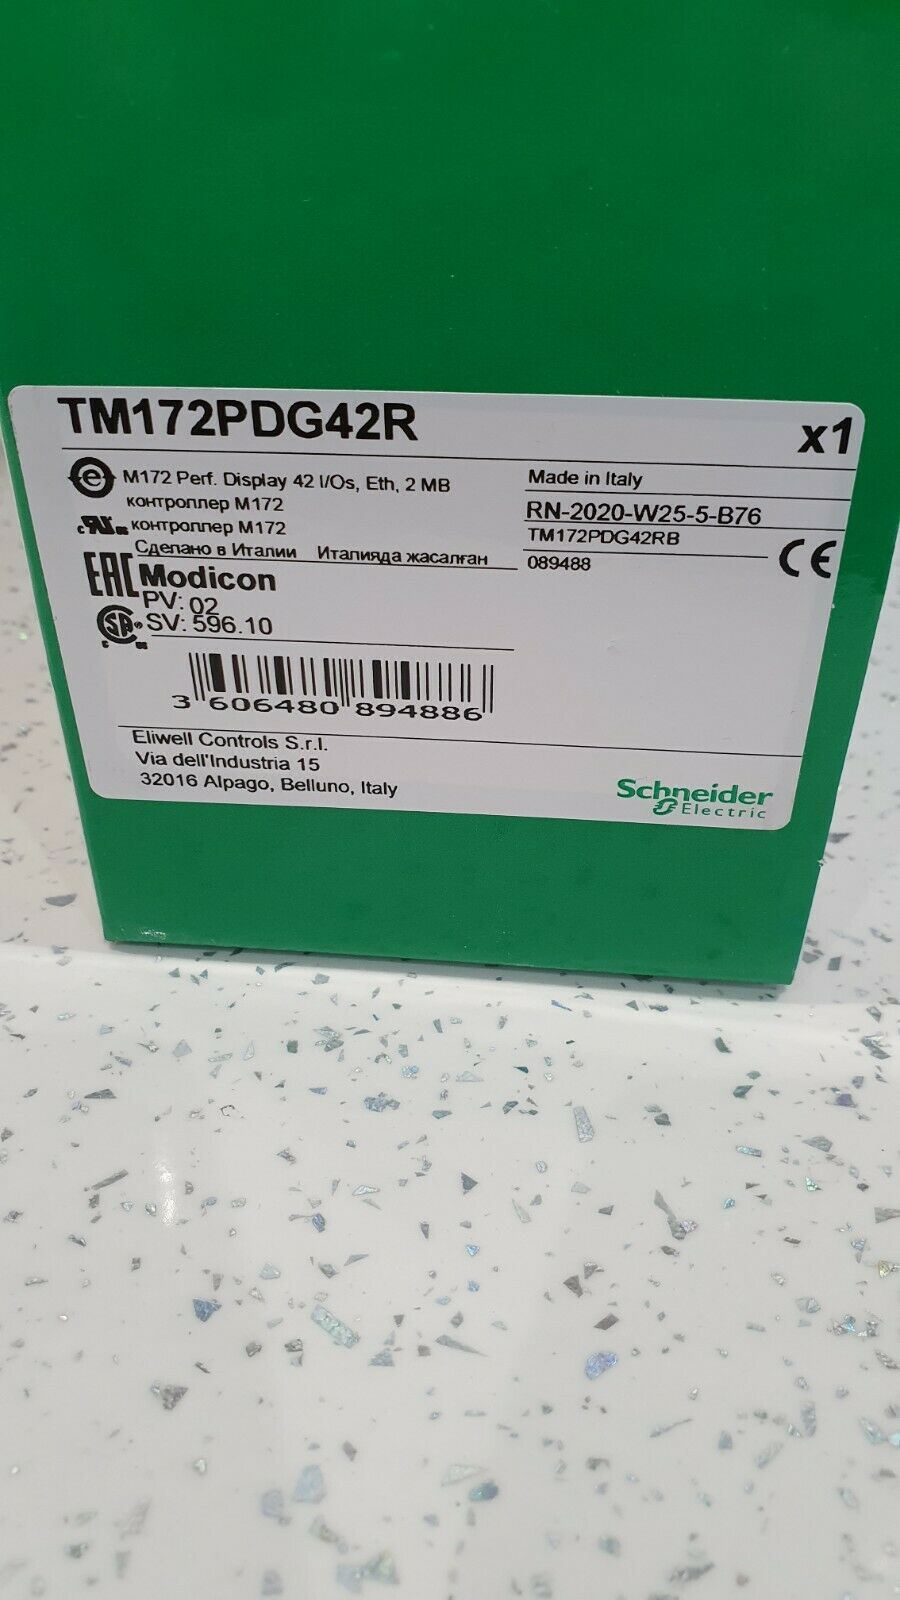 TM172PDG42R
x1
M172 Perf. Display 42 I/Os, Eth, 2 MB
контроллер M172
контроллер M172
Сделано в Италии Италияда жасалған
Made in Italy
RN-2020-W25-5-B76
TM172PDG42RB
089488
CE
EAC Modicon
PV: 02
SV: 596.10
3 606480 894886
Eliwell Controls S.r.l.
Via dell'Industria 15
32016 Alpago, Belluno, Italy
Schneider
Electric